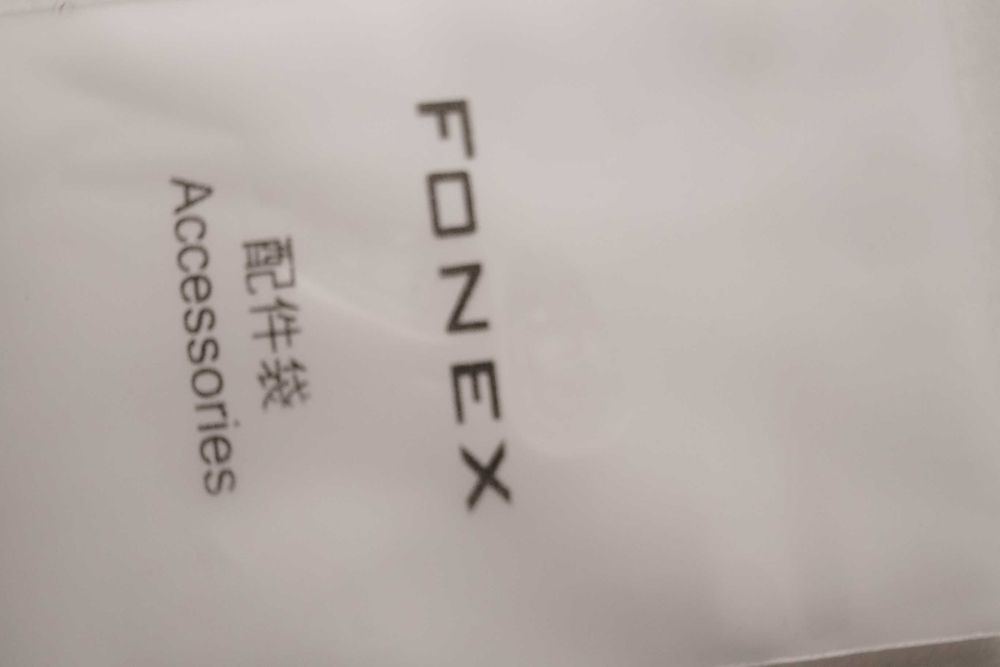 FONEX
配件袋
Accessories